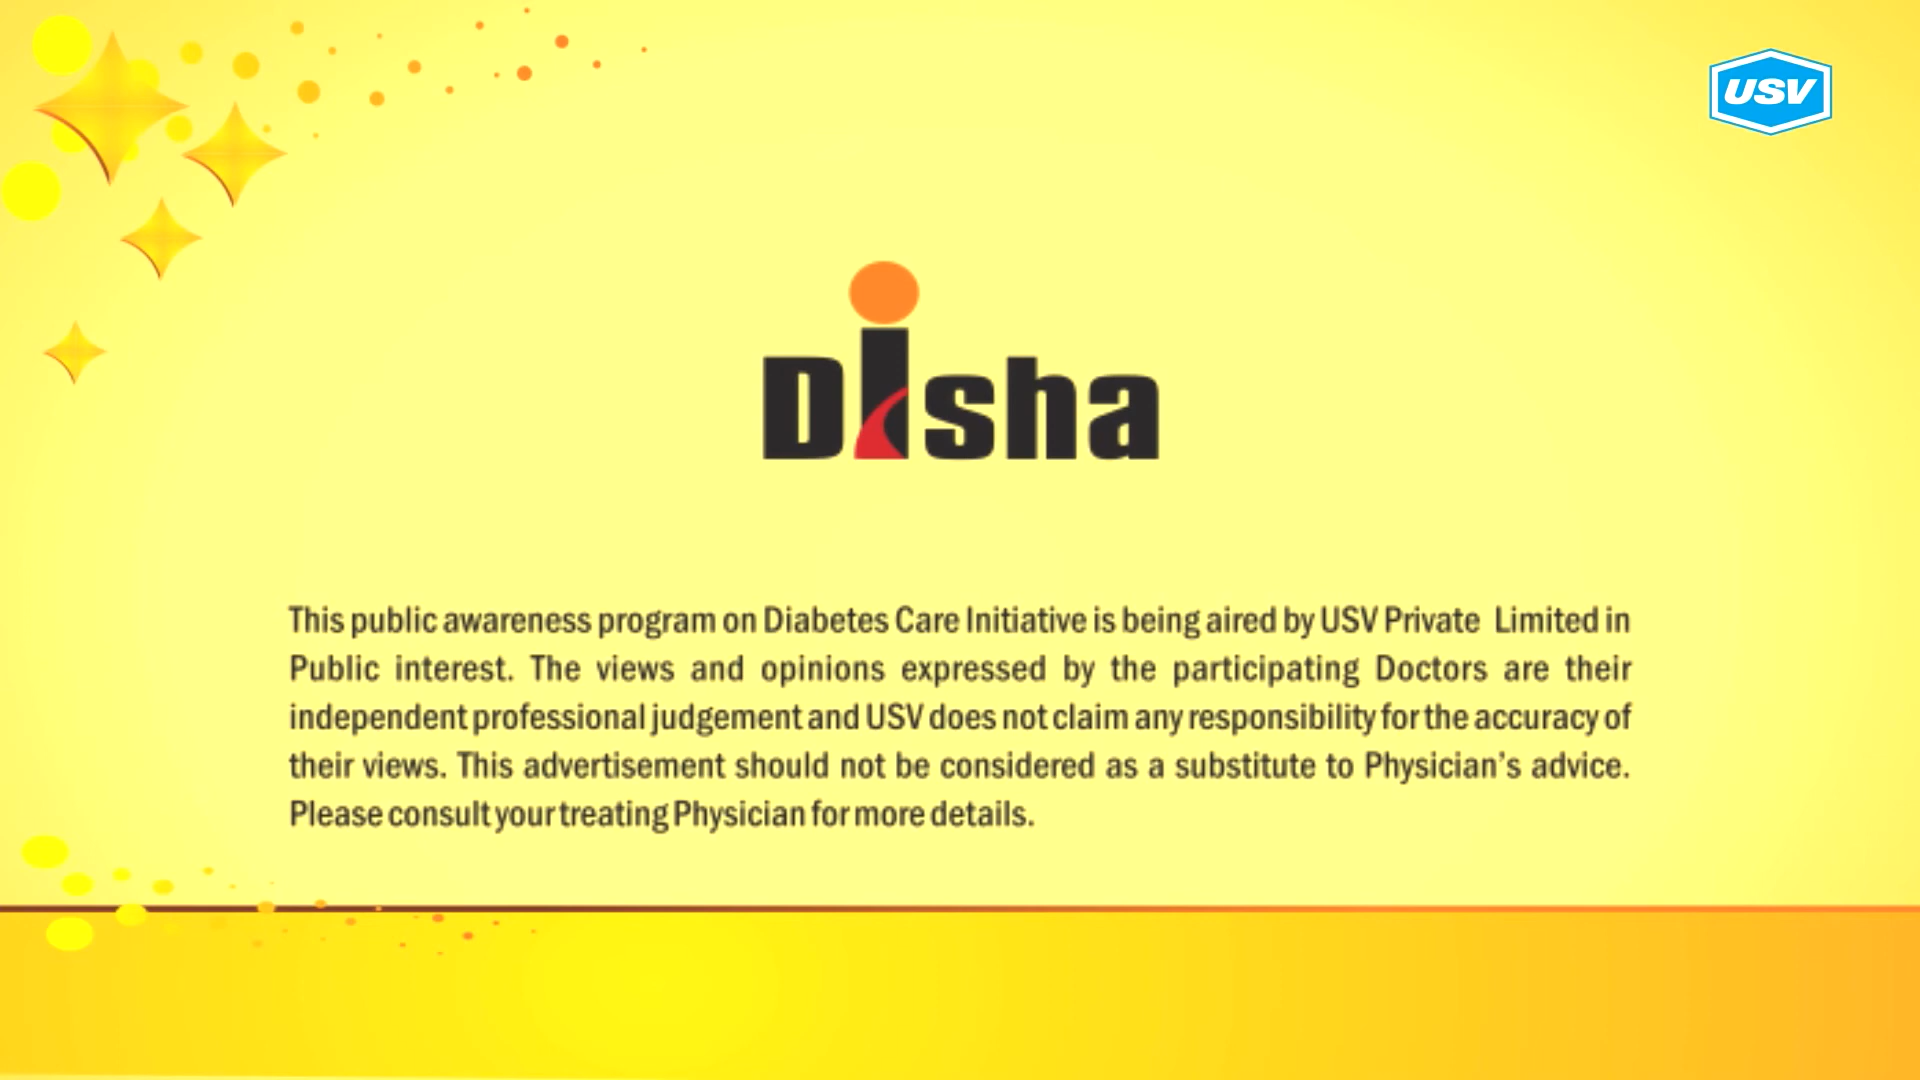 USV
Disha
This public awareness program on Diabetes Care Initiative is being aired by USV Private Limited in
Public interest. The views and opinions expressed by the participating Doctors are their
independent professional judgement and USV does not claim any responsibility for the accuracy of
their views. This advertisement should not be considered as a substitute to Physician’s advice.
Please consult your treating Physician for more details.